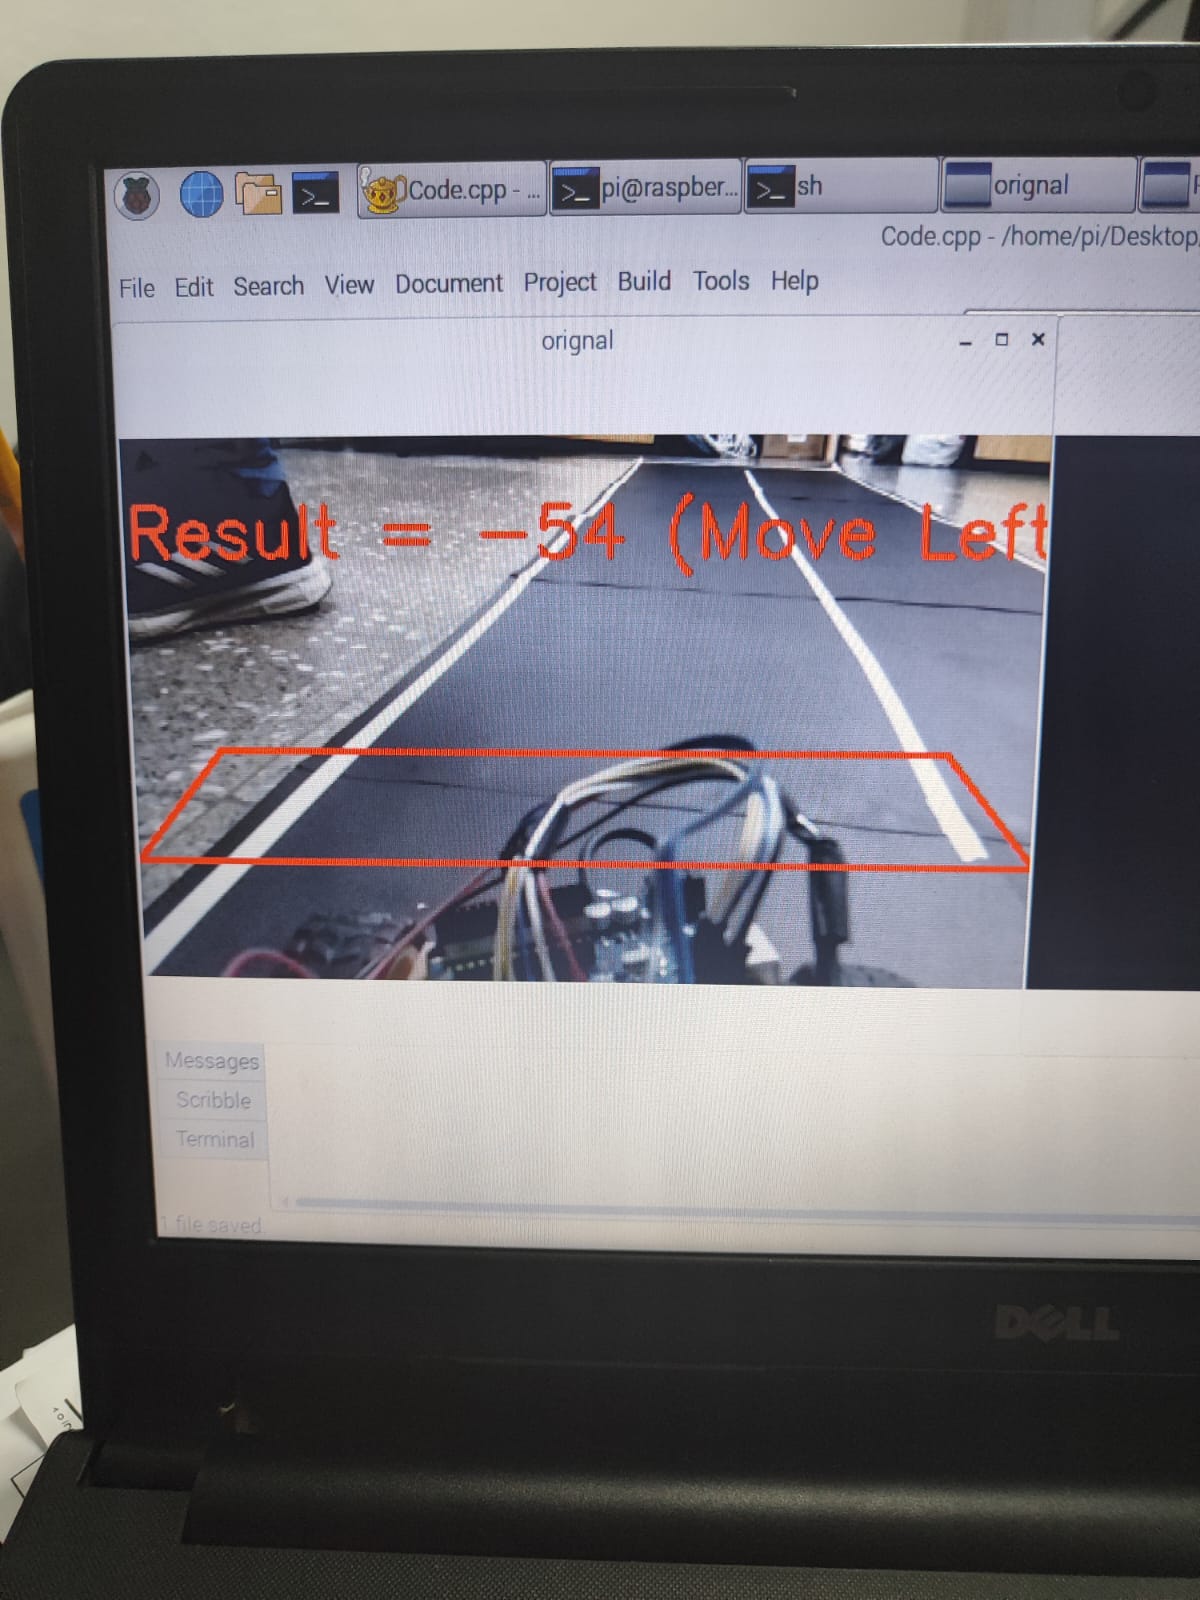 Code.cpp - ...
pi@raspber...
sh
orignal
Code.cpp - /home/pi/Desktop
File Edit Search View Document Project Build Tools Help
orignal
Result = -54 (Move Left
Messages
Scribble
Terminal
1 file saved
DELL